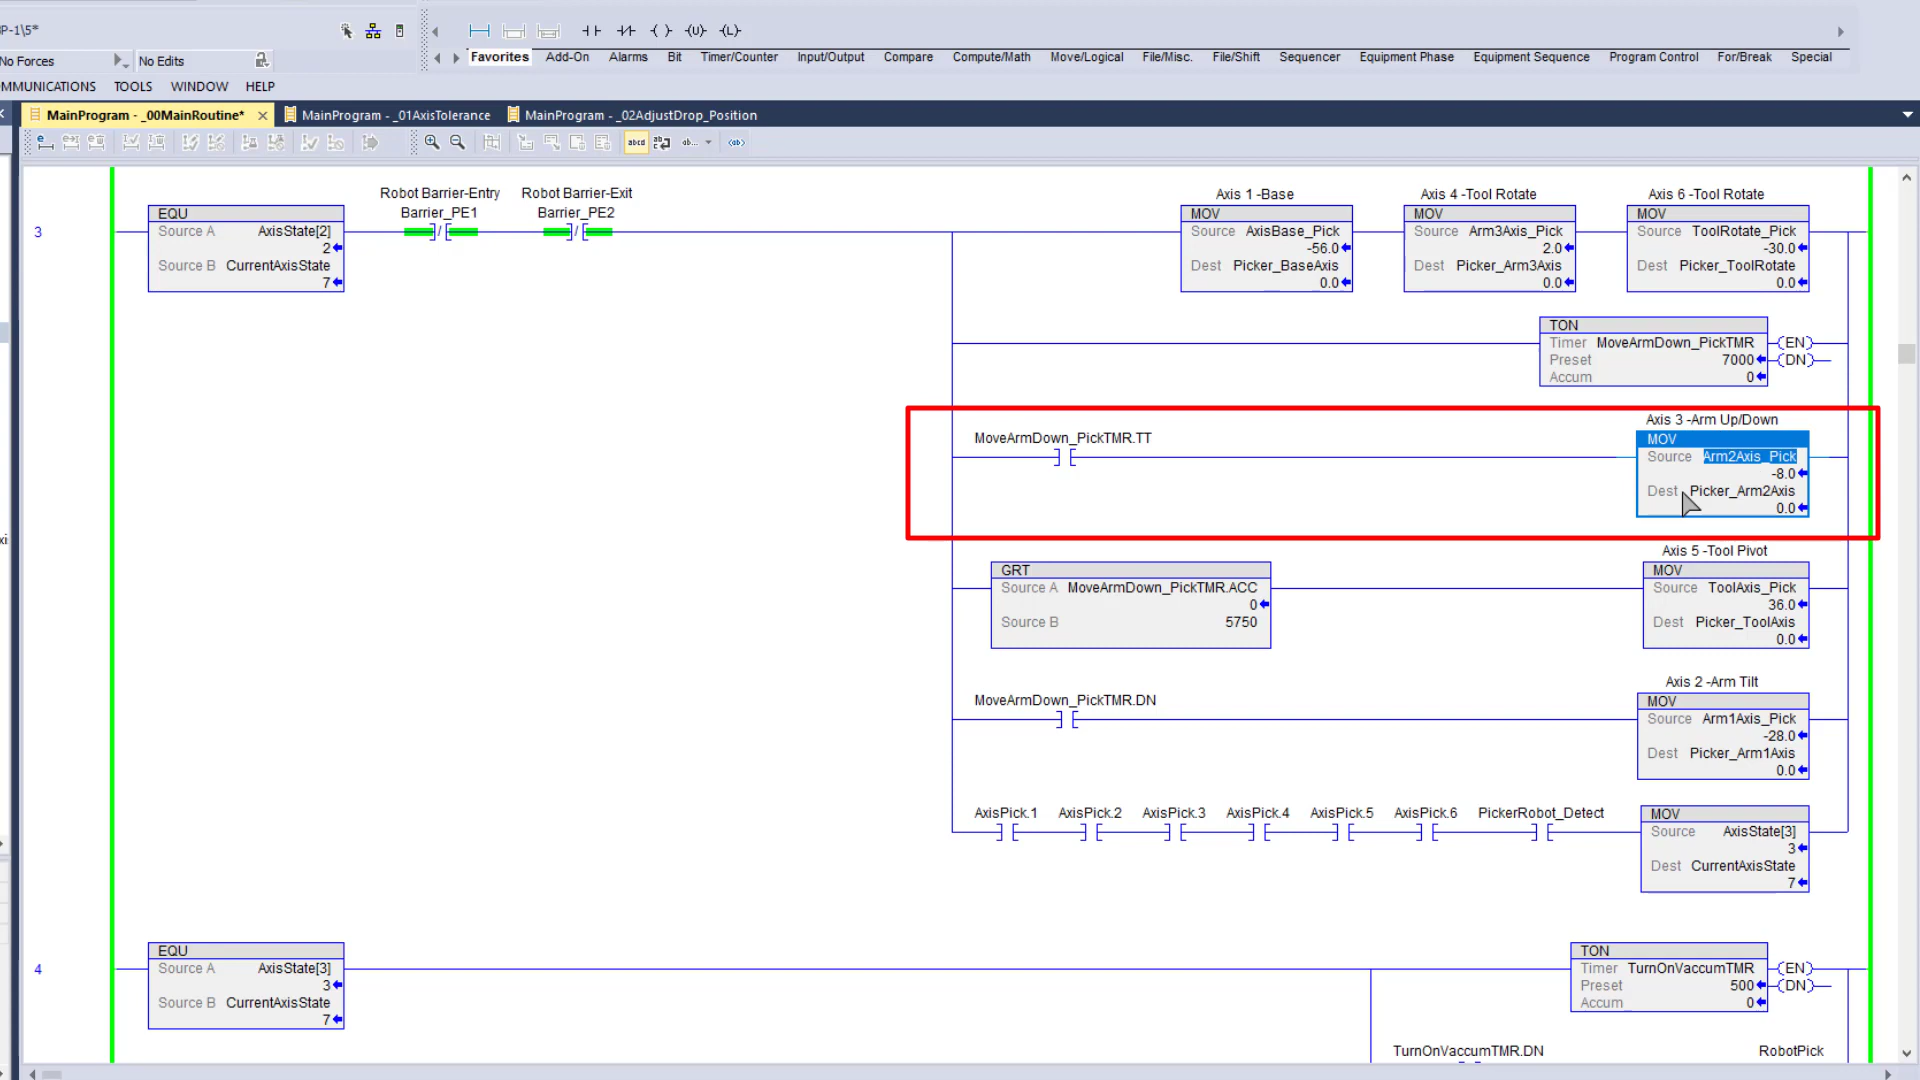 P-1\5*
No Forces
No Edits
Favorites Add-On Alarms Bit Timer/Counter Input/Output Compare Compute/Math Move/Logical File/Misc. File/Shift Sequencer Equipment Phase Equipment Sequence Program Control For/Break Special
MMUNICATIONS TOOLS WINDOW HELP
MainProgram - _00MainRoutine* MainProgram - _01AxisTolerance MainProgram - _02AdjustDrop_Position
abcd ab...
3
EQU
Source A AxisState[2]
2
Source B CurrentAxisState
7
Robot Barrier-Entry
Barrier_PE1
Robot Barrier-Exit
Barrier_PE2
Axis 1 -Base
MOV
Source AxisBase_Pick
-56.0
Dest Picker_BaseAxis
0.0
Axis 4 -Tool Rotate
MOV
Source Arm3Axis_Pick
2.0
Dest Picker_Arm3Axis
0.0
Axis 6 -Tool Rotate
MOV
Source ToolRotate_Pick
-30.0
Dest Picker_ToolRotate
0.0
TON
Timer MoveArmDown_PickTMR
Preset 7000
Accum 0
(EN)
(DN)
MoveArmDown_PickTMR.TT
Axis 3 -Arm Up/Down
MOV
Source Arm2Axis_Pick
-8.0
Dest Picker_Arm2Axis
0.0
GRT
Source A MoveArmDown_PickTMR.ACC
0
Source B 5750
Axis 5 -Tool Pivot
MOV
Source ToolAxis_Pick
36.0
Dest Picker_ToolAxis
0.0
MoveArmDown_PickTMR.DN
Axis 2 -Arm Tilt
MOV
Source Arm1Axis_Pick
-28.0
Dest Picker_Arm1Axis
0.0
AxisPick.1 AxisPick.2 AxisPick.3 AxisPick.4 AxisPick.5 AxisPick.6 PickerRobot_Detect
MOV
Source AxisState[3]
3
Dest CurrentAxisState
7
4
EQU
Source A AxisState[3]
3
Source B CurrentAxisState
7
TON
Timer TurnOnVaccumTMR
Preset 500
Accum 0
(EN)
(DN)
TurnOnVaccumTMR.DN RobotPick